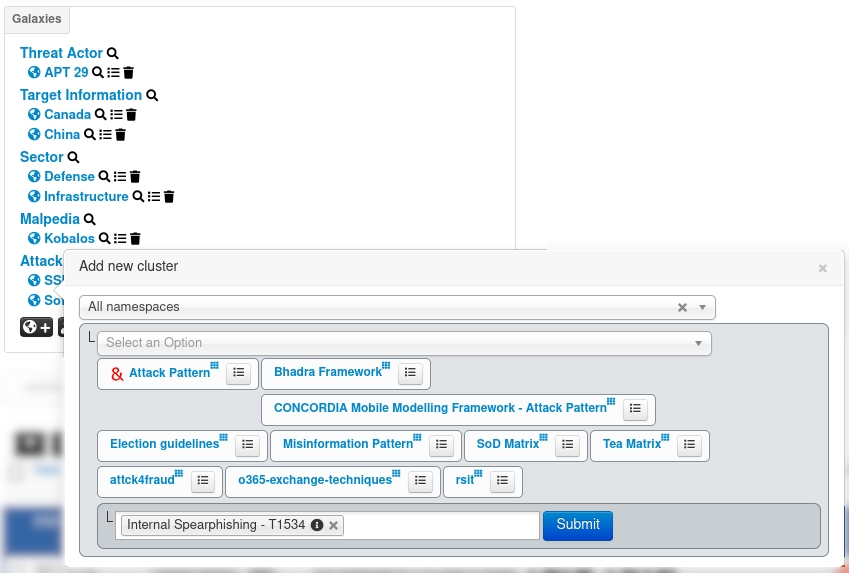 Galaxies
Threat Actor
APT 29
Target Information
Canada
China
Sector
Defense
Infrastructure
Malpedia
Kobalos
Attack
Add new cluster ×
All namespaces
Select an Option
& Attack Pattern Bhadra Framework
CONCORDIA Mobile Modelling Framework - Attack Pattern
Election guidelines Misinformation Pattern SoD Matrix Tea Matrix
attck4fraud o365-exchange-techniques rsit
Internal Spearphishing - T1534 Submit